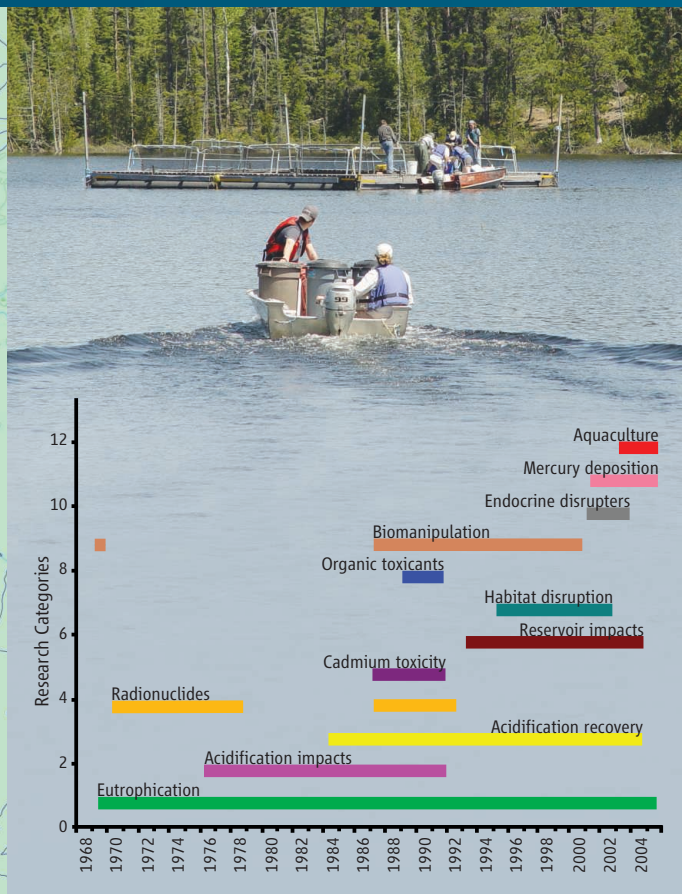 9.9
12
Aquaculture
Mercury deposition
10
Endocrine disrupters
Biomanipulation
8
Organic toxicants
Habitat disruption
6
Reservoir impacts
Cadmium toxicity
4
Radionuclides
Acidification recovery
2
Acidification impacts
Eutrophication
0
Research Categories
1968
1970
1972
1974
1976
1978
1980
1982
1984
1986
1988
1990
1992
1994
1996
1998
2000
2002
2004